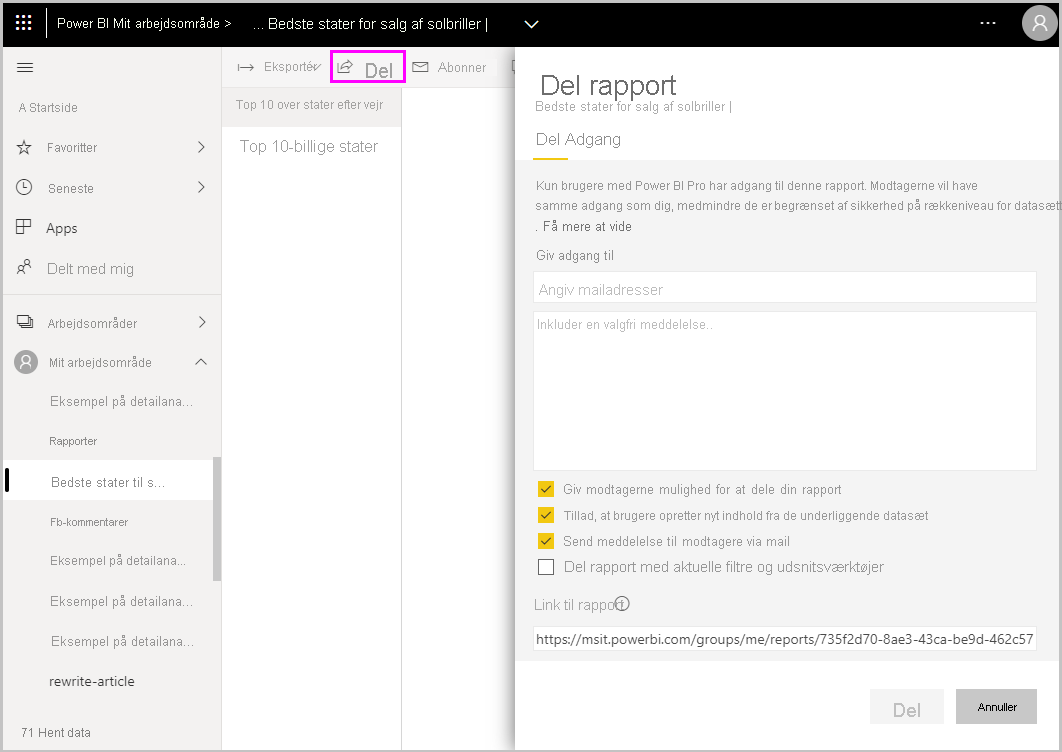 Power BI Mit arbejdsområde >
... Bedste stater for salg af solbriller |
...
Eksportér
Del
Abonner
A Startside
Favoritter
Seneste
Apps
Delt med mig
Arbejdsområder
Mit arbejdsområde
Eksempel på detailana...
Rapporter
Bedste stater til s...
Fb-kommentarer
Eksempel på detailana...
Eksempel på detailana...
Eksempel på detailana...
rewrite-article
71 Hent data
Top 10 over stater efter vejr
Top 10-billige stater
Del rapport
Bedste stater for salg af solbriller |
Del Adgang
Kun brugere med Power BI Pro har adgang til denne rapport. Modtagerne vil have
samme adgang som dig, medmindre de er begrænset af sikkerhed på rækkeniveau for datasætt
. Få mere at vide
Giv adgang til
Angiv mailadresser
Inkluder en valgfri meddelelse..
Giv modtagerne mulighed for at dele din rapport
Tillad, at brugere opretter nyt indhold fra de underliggende datasæt
Send meddelelse til modtagere via mail
Del rapport med aktuelle filtre og udsnitsværktøjer
Link til rapport
https://msit.powerbi.com/groups/me/reports/735f2d70-8ae3-43ca-be9d-462c57
Del
Annuller